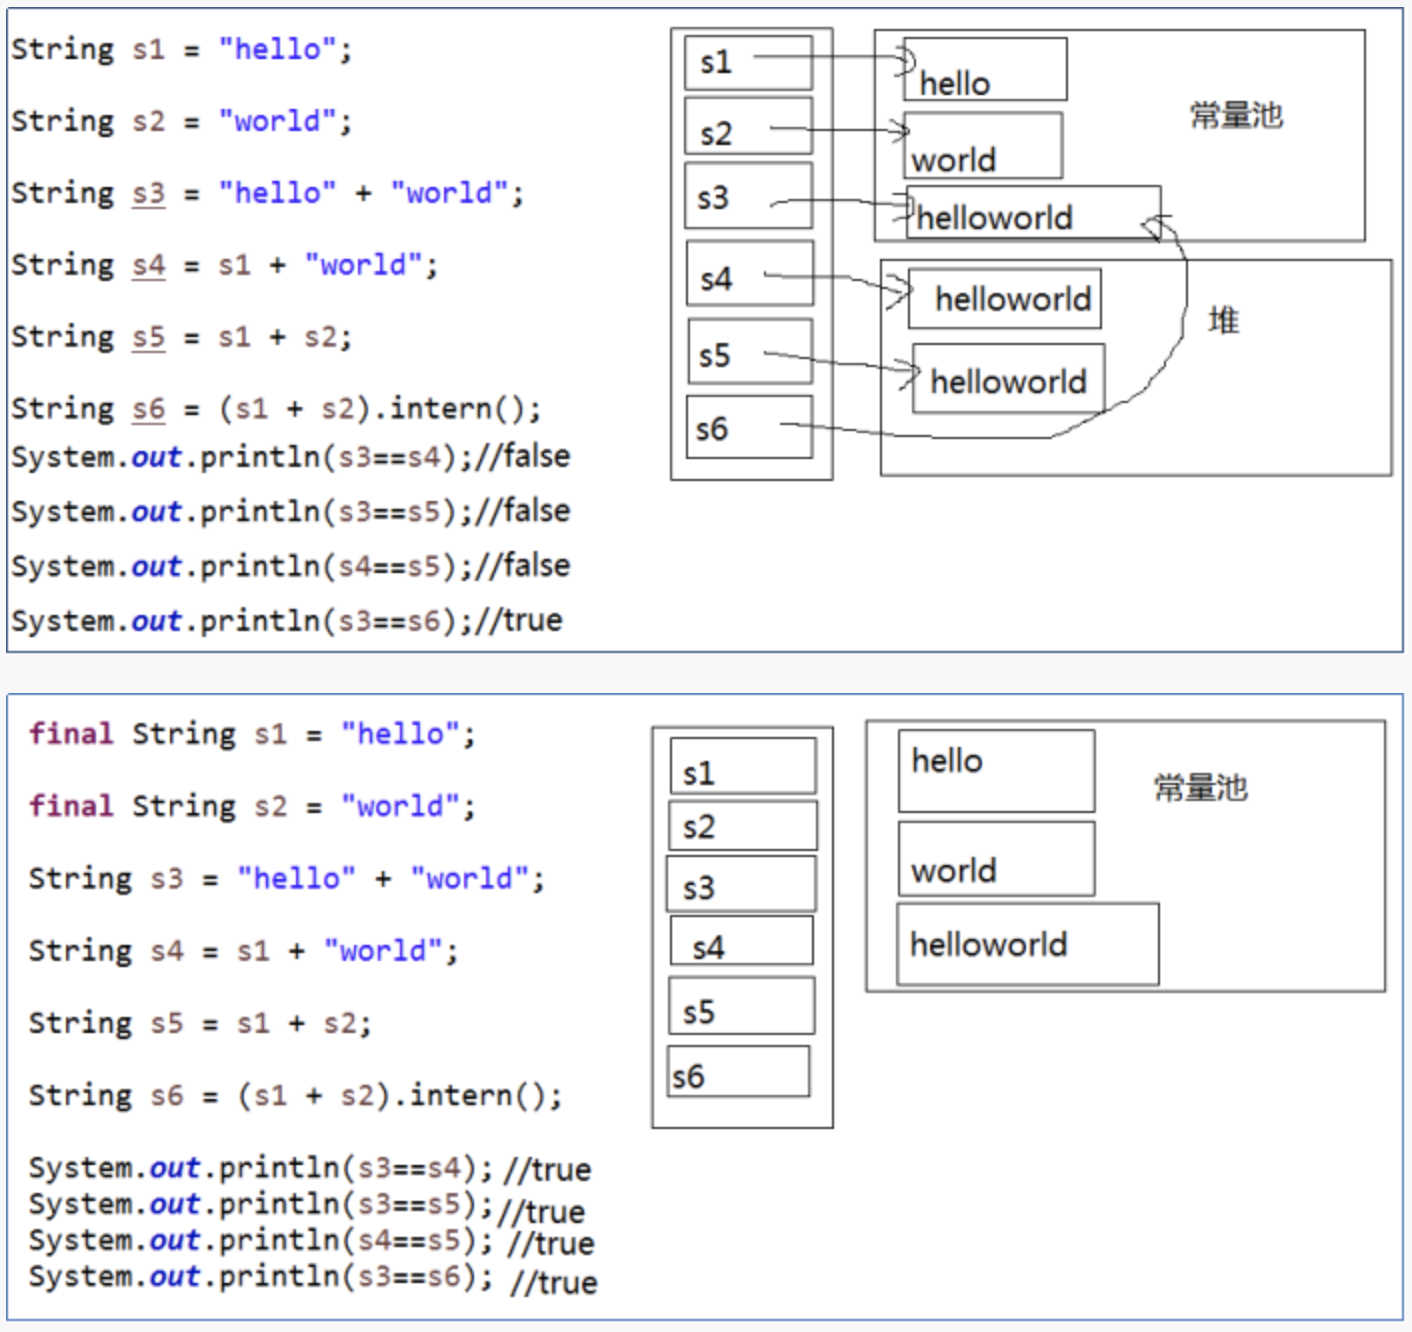 String s1 = "hello";
String s2 = "world";
String s3 = "hello" + "world";
String s4 = s1 + "world";
String s5 = s1 + s2;
String s6 = (s1 + s2).intern();
System.out.println(s3==s4);//false
System.out.println(s3==s5);//false
System.out.println(s4==s5);//false
System.out.println(s3==s6);//true
s1
s2
s3
s4
s5
s6
hello
world
helloworld
常量池
helloworld
helloworld
堆
final String s1 = "hello";
final String s2 = "world";
String s3 = "hello" + "world";
String s4 = s1 + "world";
String s5 = s1 + s2;
String s6 = (s1 + s2).intern();
System.out.println(s3==s4); //true
System.out.println(s3==s5);//true
System.out.println(s4==s5); //true
System.out.println(s3==s6); //true
s1
s2
s3
s4
s5
s6
hello
world
helloworld
常量池